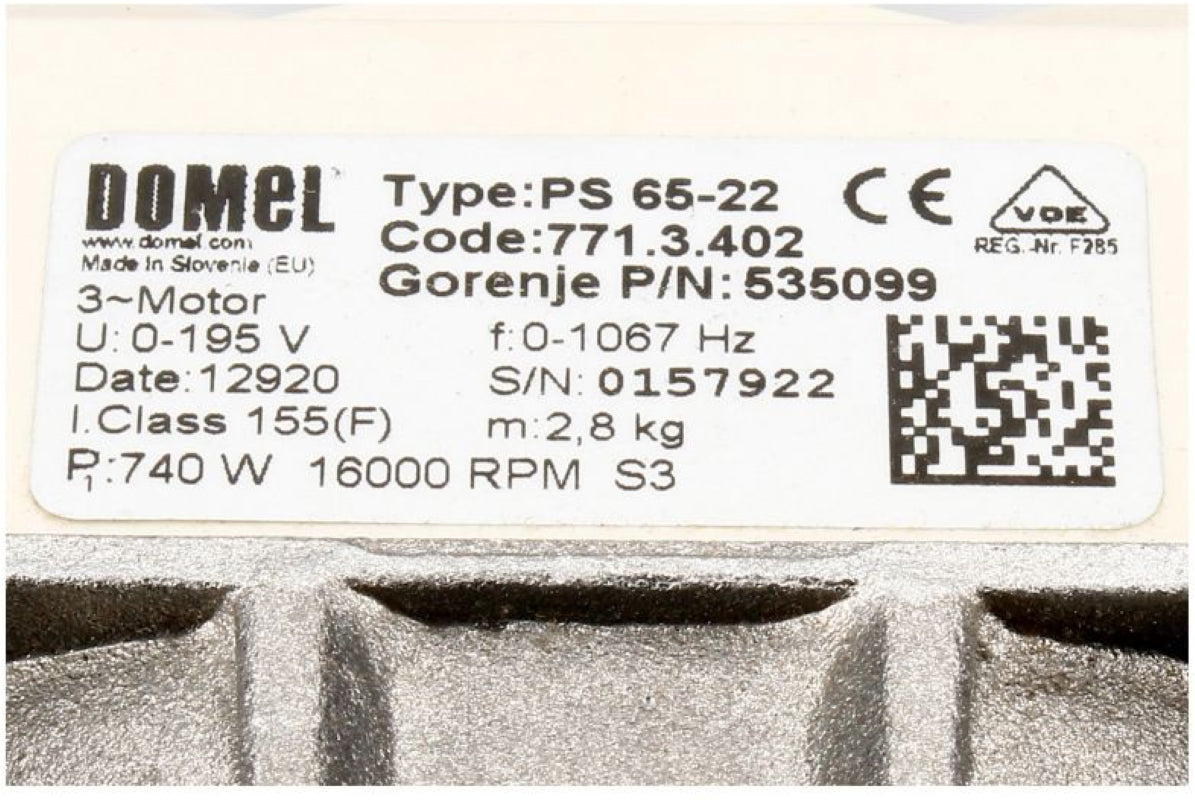 DOMEL
www.domel.com
Made in Slovenia (EU)
Type:PS 65-22
Code:771.3.402
Gorenje P/N: 535099
CE
VDE
REG.-Nr. F285
3~Motor
U: 0-195 V f:0-1067 Hz
Date:12920 S/N: 0157922
I.Class 155(F) m:2,8 kg
P₁:740 W 16000 RPM S3